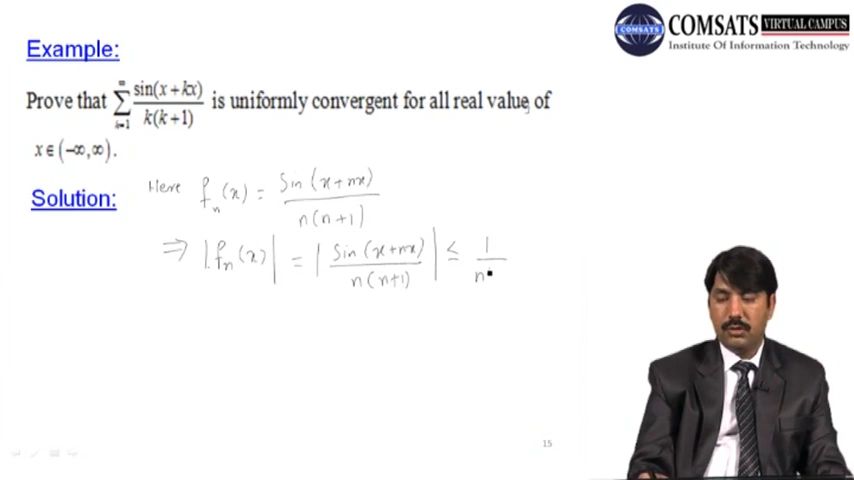 COMSATS VIRTUAL CAMPUS
Institute Of Information Technology
Example:
Prove that ∑_{k=1}^{∞} sin(x + kx) / k(k+1) is uniformly convergent for all real value, of
x ∈ (-∞, ∞).
Solution:
Here f_n(x) = sin(x+nx) / n(n+1)
⇒ |f_n(x)| = | sin(x+nx) / n(n+1) | ≤ 1 / n
15